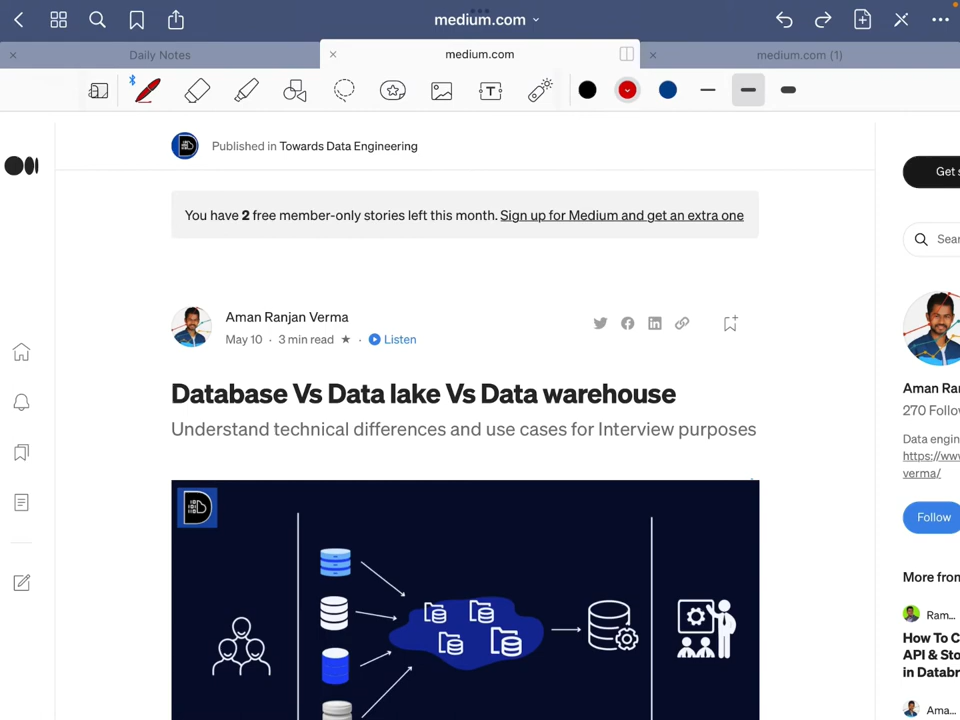 medium.com
Daily Notes
medium.com
medium.com (1)
T
Published in Towards Data Engineering
Get s
You have 2 free member-only stories left this month. Sign up for Medium and get an extra one
Sear
Aman Ranjan Verma
May 10 · 3 min read ★ · Listen
Database Vs Data lake Vs Data warehouse
Understand technical differences and use cases for Interview purposes
Aman Ra
270 Follo
Data engin
https://www
verma/
Follow
More from
Ram...
How To C
API & Sto
in Databr
Ama...